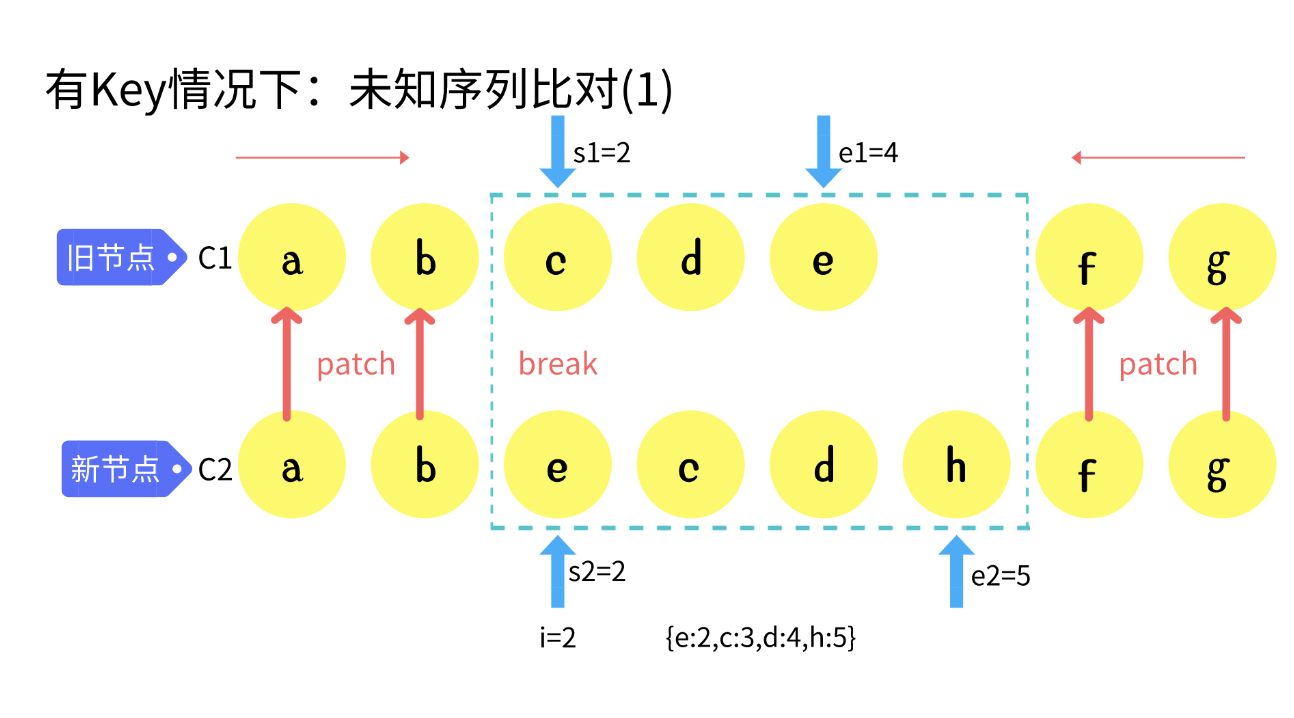 有Key情况下：未知序列比对(1)
s1=2 e1=4
旧节点 C1 a b c d e f g
patch break patch
新节点 C2 a b e c d h f g
s2=2 e2=5
i=2 {e:2,c:3,d:4,h:5}